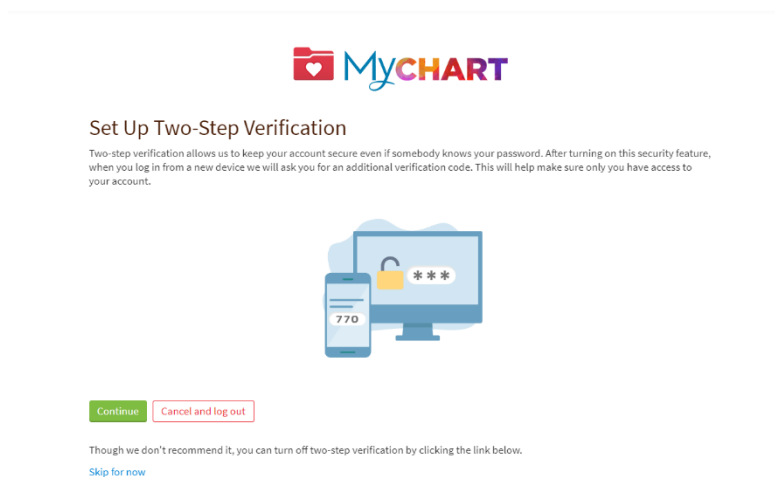 MyCHART
Set Up Two-Step Verification
Two-step verification allows us to keep your account secure even if somebody knows your password. After turning on this security feature,
when you log in from a new device we will ask you for an additional verification code. This will help make sure only you have access to
your account.
***
770
Continue Cancel and log out
Though we don't recommend it, you can turn off two-step verification by clicking the link below.
Skip for now